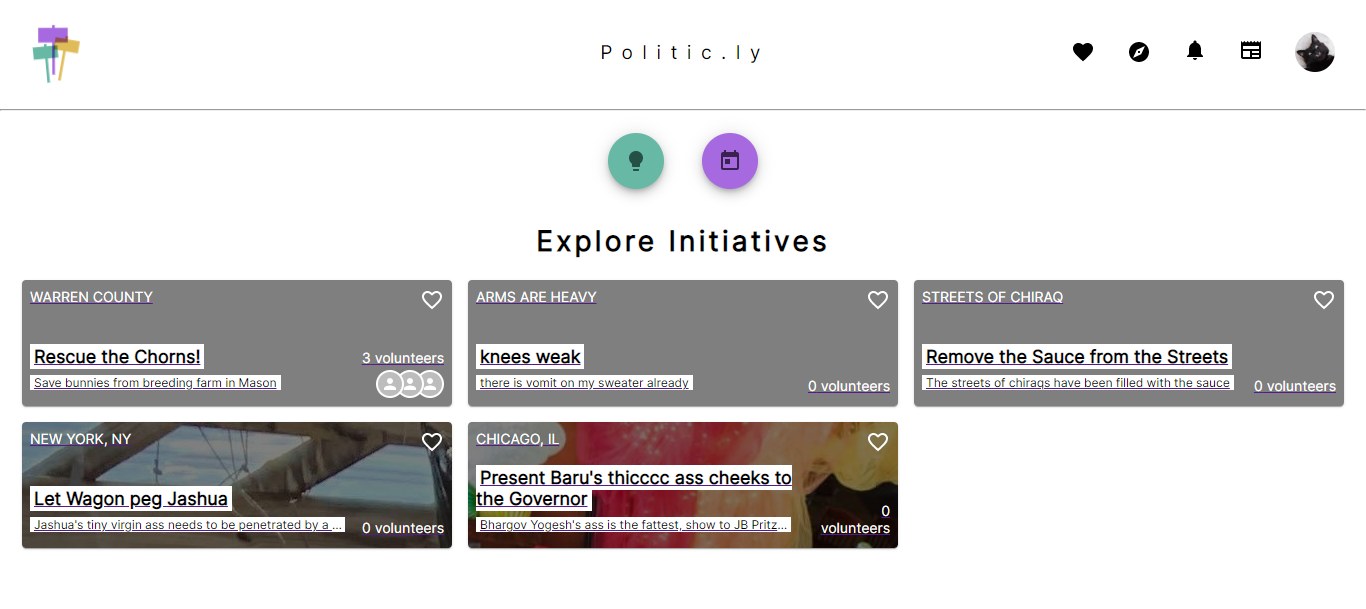 Politic.ly
Explore Initiatives
WARREN COUNTY
Rescue the Chorns!
3 volunteers
Save bunnies from breeding farm in Mason
ARMS ARE HEAVY
knees weak
there is vomit on my sweater already
0 volunteers
STREETS OF CHIRAQ
Remove the Sauce from the Streets
The streets of chiraqs have been filled with the sauce
0 volunteers
NEW YORK, NY
Let Wagon peg Jashua
Jashua's tiny virgin ass needs to be penetrated by a ...
0 volunteers
CHICAGO, IL
Present Baru's thicccc ass cheeks to
the Governor
Bhargov Yogesh's ass is the fattest, show to JB Pritz...
0
volunteers